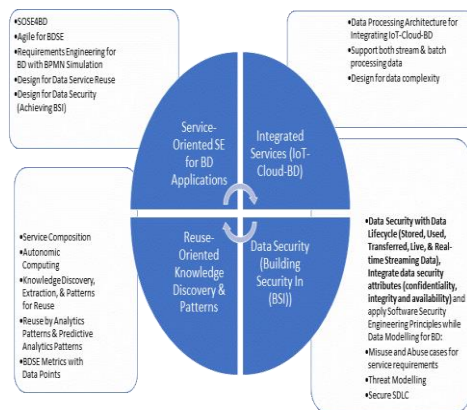 •SOSE4BD
•Agile for BDSE
•Requirements Engineering for
BD with BPMN Simulation
•Design for Data Service Reuse
•Design for Data Security
(Achieving BSI)
•Data Processing Architecture for
Integrating IoT-Cloud-BD
•Support both stream & batch
processing data
•Design for data complexity
Service-
Oriented SE
for BD
Applications
Integrated
Services (IoT-
Cloud-BD)
Reuse-
Oriented
Knowledge
Discovery &
Patterns
Data Security
(Building
Security In
(BSI))
•Service Composition
•Autonomic
Computing
•Knowledge Discovery,
Extraction, & Patterns
for Reuse
•Reuse by Analytics
Patterns & Predictive
Analytics Patterns
•BDSE Metrics with
Data Points
•Data Security with Data
Lifecycle (Stored, Used,
Transferred, Live, & Real-
time Streaming Data),
Integrate data security
attributes (confidentiality,
integrity and availability) and
apply Software Security
Engineering Principles while
Data Modelling for BD:
•Misuse and Abuse cases for
service requirements
•Threat Modelling
•Secure SDLC